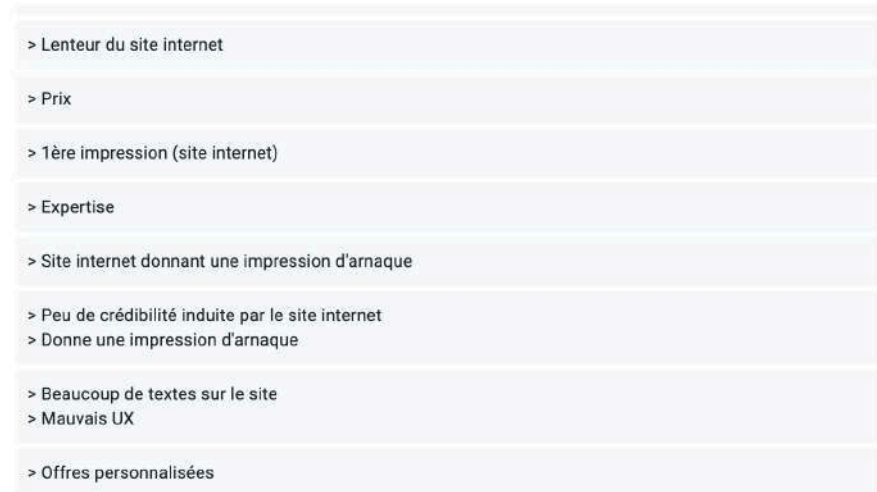 > Lenteur du site internet
> Prix
> 1ère impression (site internet)
> Expertise
> Site internet donnant une impression d'arnaque
> Peu de crédibilité induite par le site internet
> Donne une impression d'arnaque
> Beaucoup de textes sur le site
> Mauvais UX
> Offres personnalisées